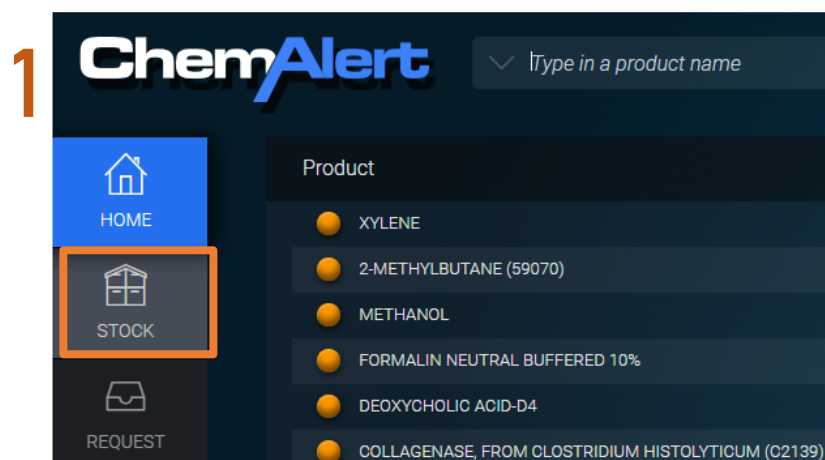 1
ChemAlert
Type in a product name
HOME
STOCK
REQUEST
Product
XYLENE
2-METHYLBUTANE (59070)
METHANOL
FORMALIN NEUTRAL BUFFERED 10%
DEOXYCHOLIC ACID-D4
COLLAGENASE, FROM CLOSTRIDIUM HISTOLYTICUM (C2139)